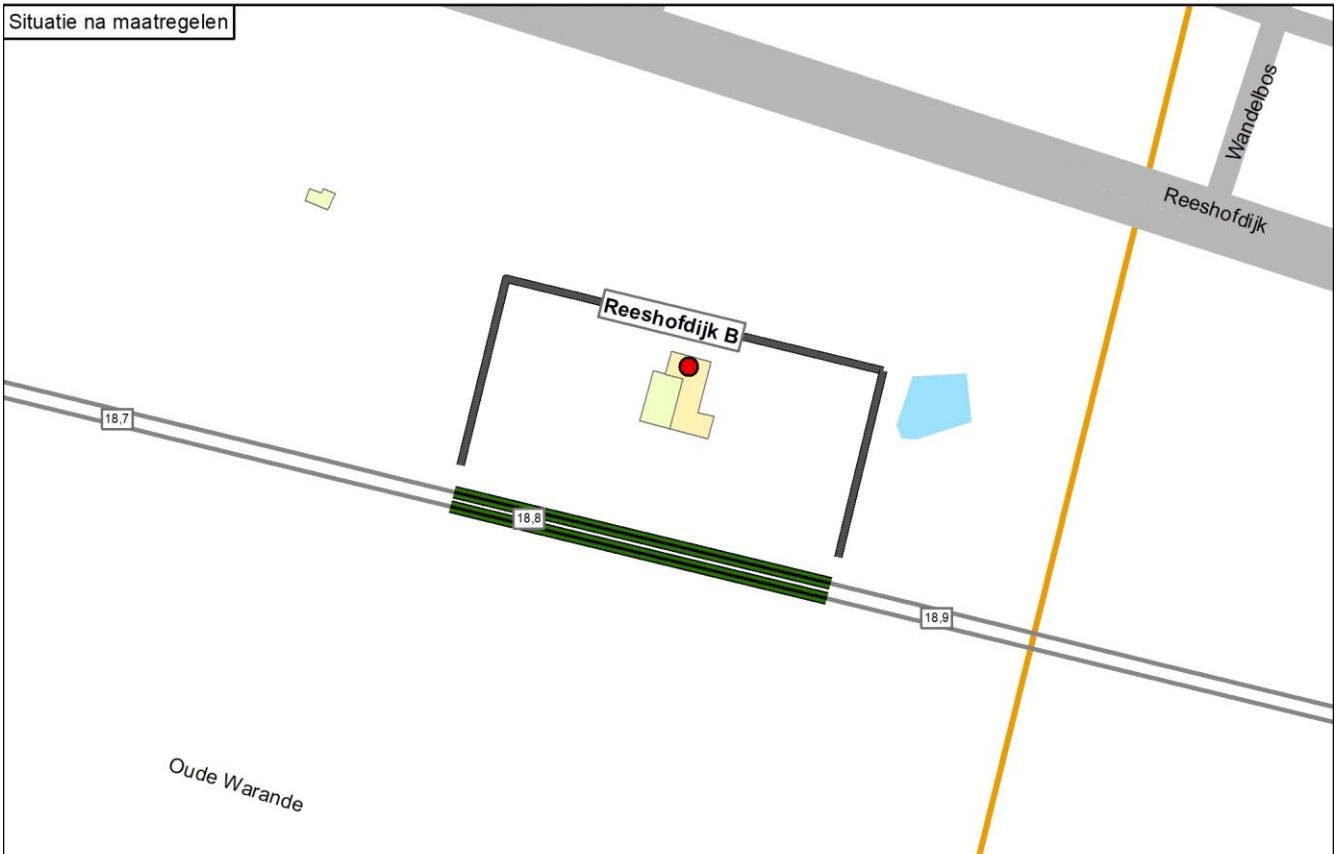 Situatie na maatregelen
Wandelbos
Reeshofdijk
Reeshofdijk B
18,7
18,8
18,9
Oude Warande